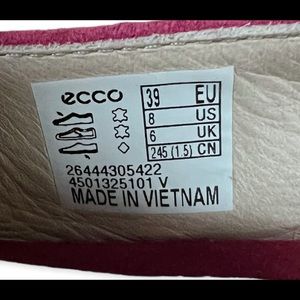 ecco
39 EU
8 US
6 UK
245 (1.5) CN
26444305422
4501325101 V
MADE IN VIETNAM